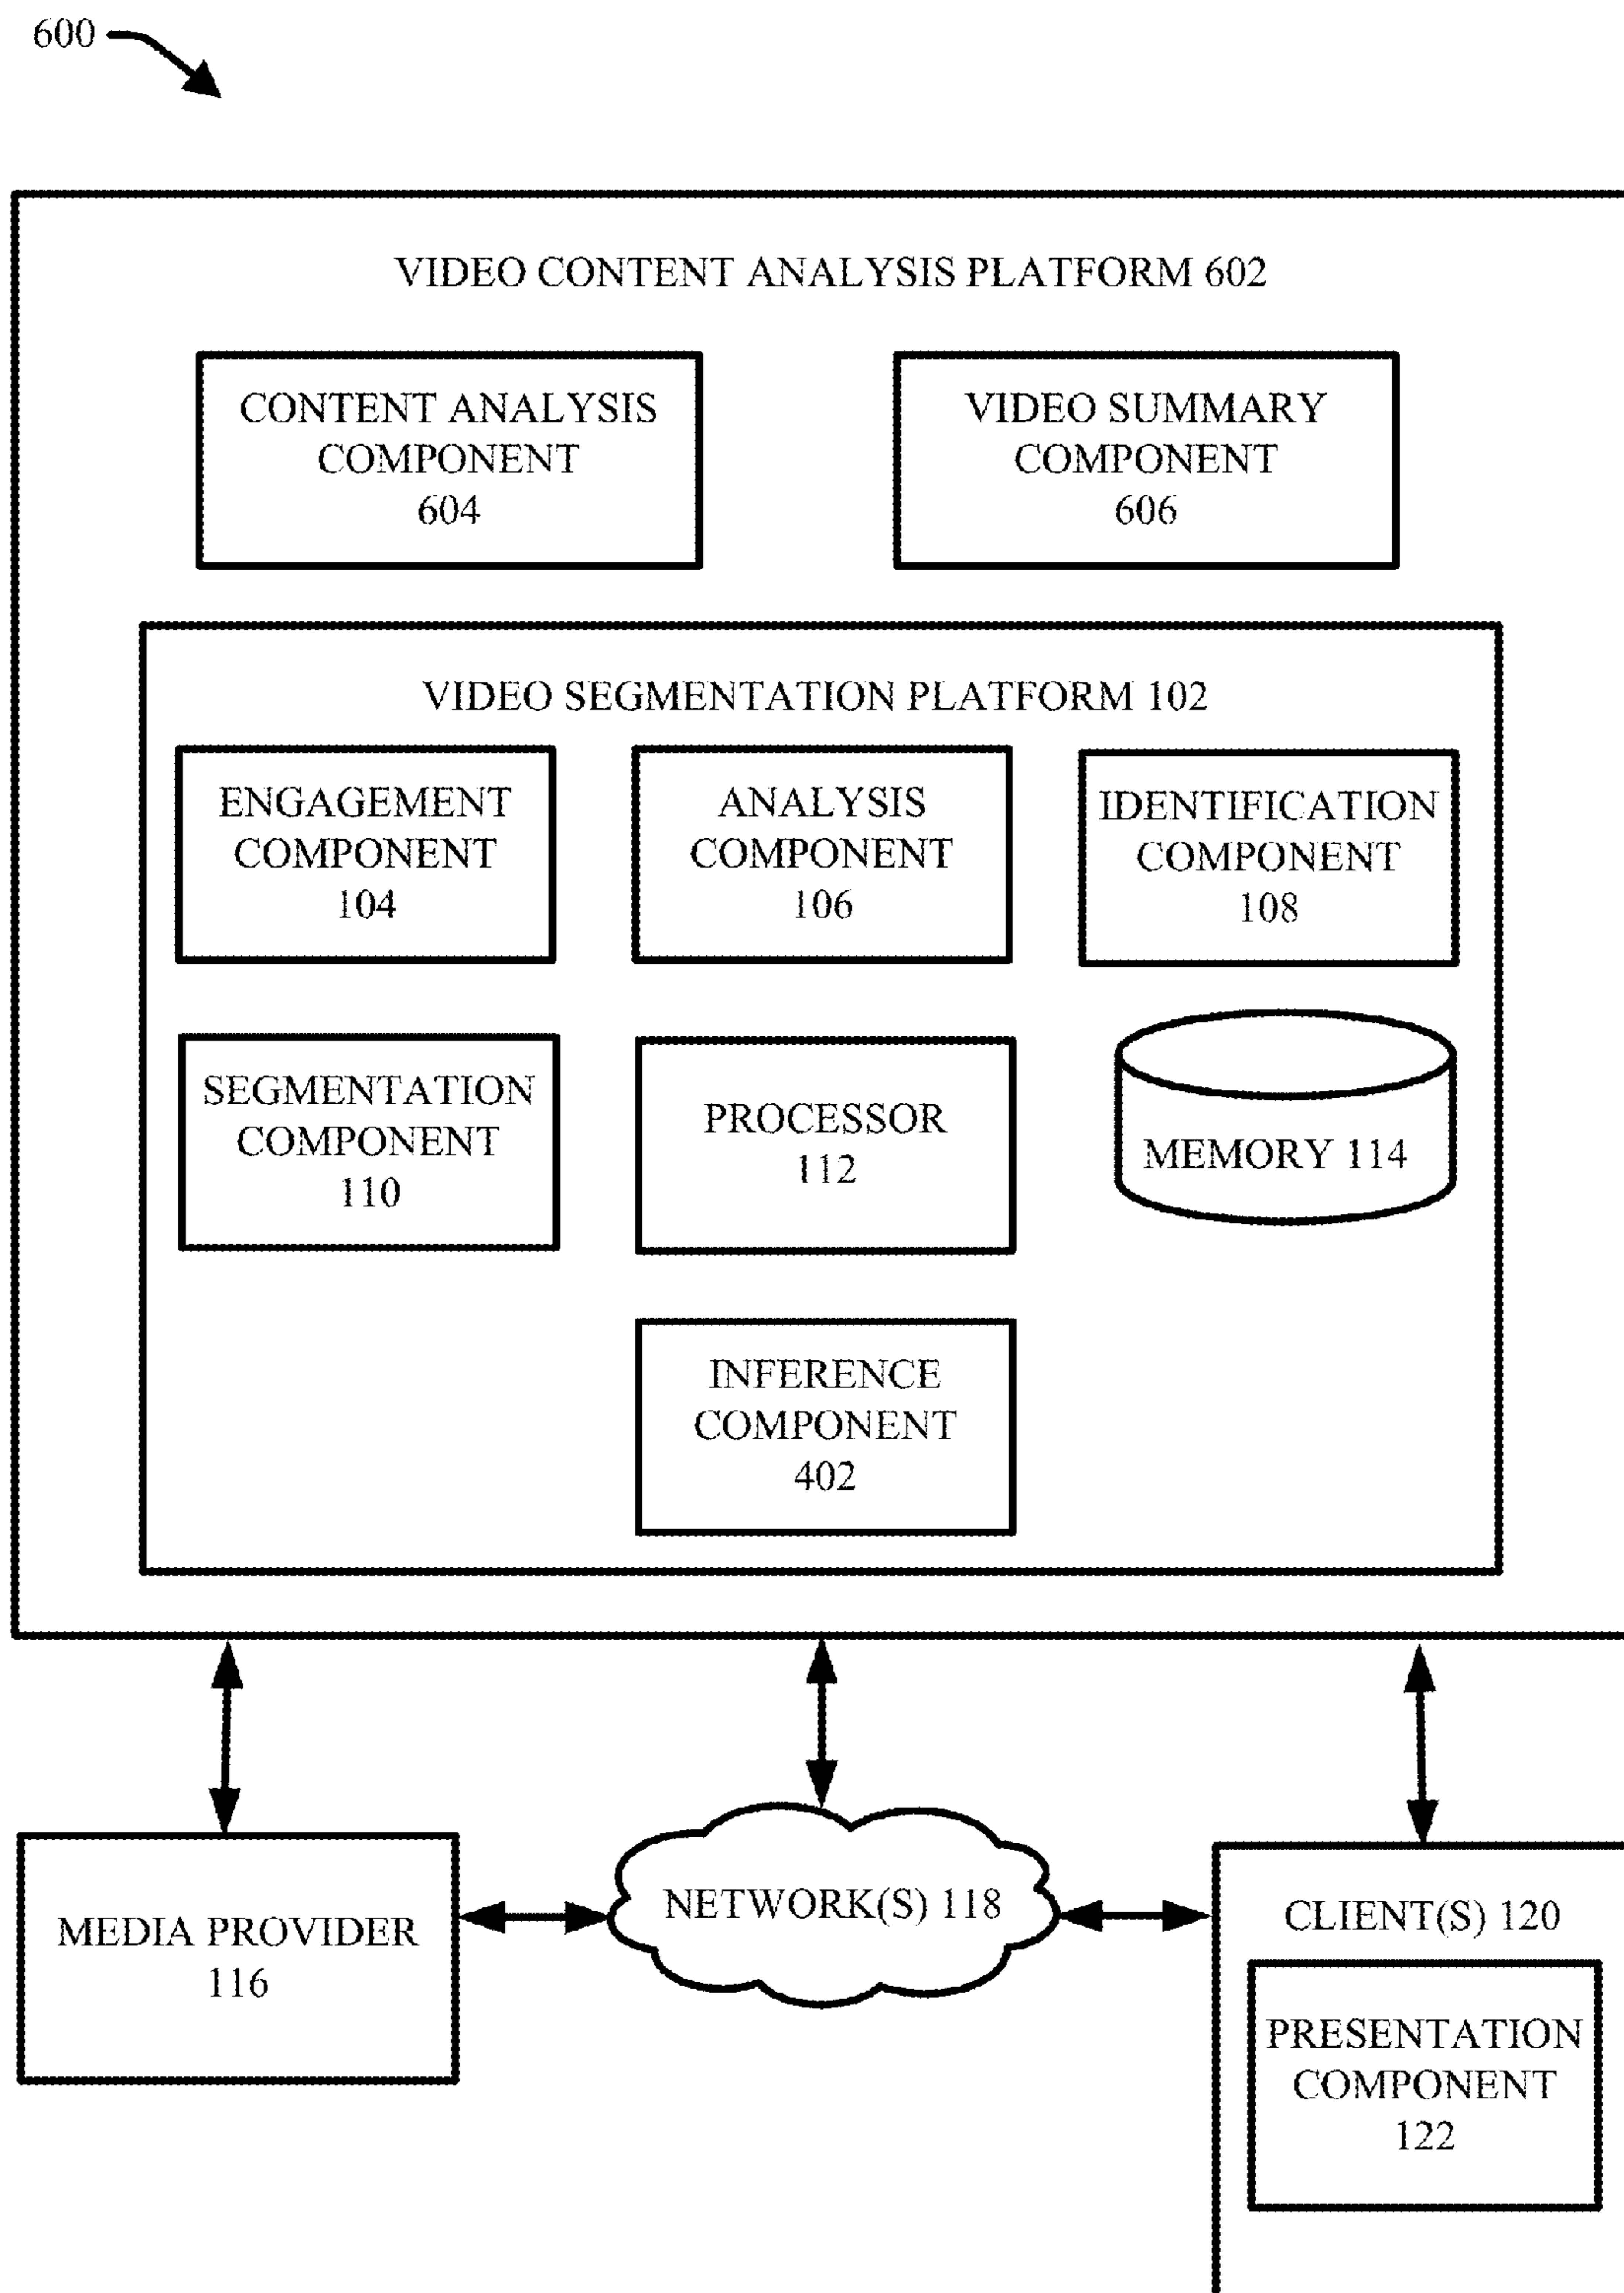 600
VIDEO CONTENT ANALYSIS PLATFORM 602
CONTENT ANALYSIS
COMPONENT
604
VIDEO SUMMARY
COMPONENT
606
VIDEO SEGMENTATION PLATFORM 102
ENGAGEMENT
COMPONENT
104
ANALYSIS
COMPONENT
106
IDENTIFICATION
COMPONENT
108
SEGMENTATION
COMPONENT
110
PROCESSOR
112
MEMORY 114
INFERENCE
COMPONENT
402
MEDIA PROVIDER
116
NETWORK(S) 118
CLIENT(S) 120
PRESENTATION
COMPONENT
122